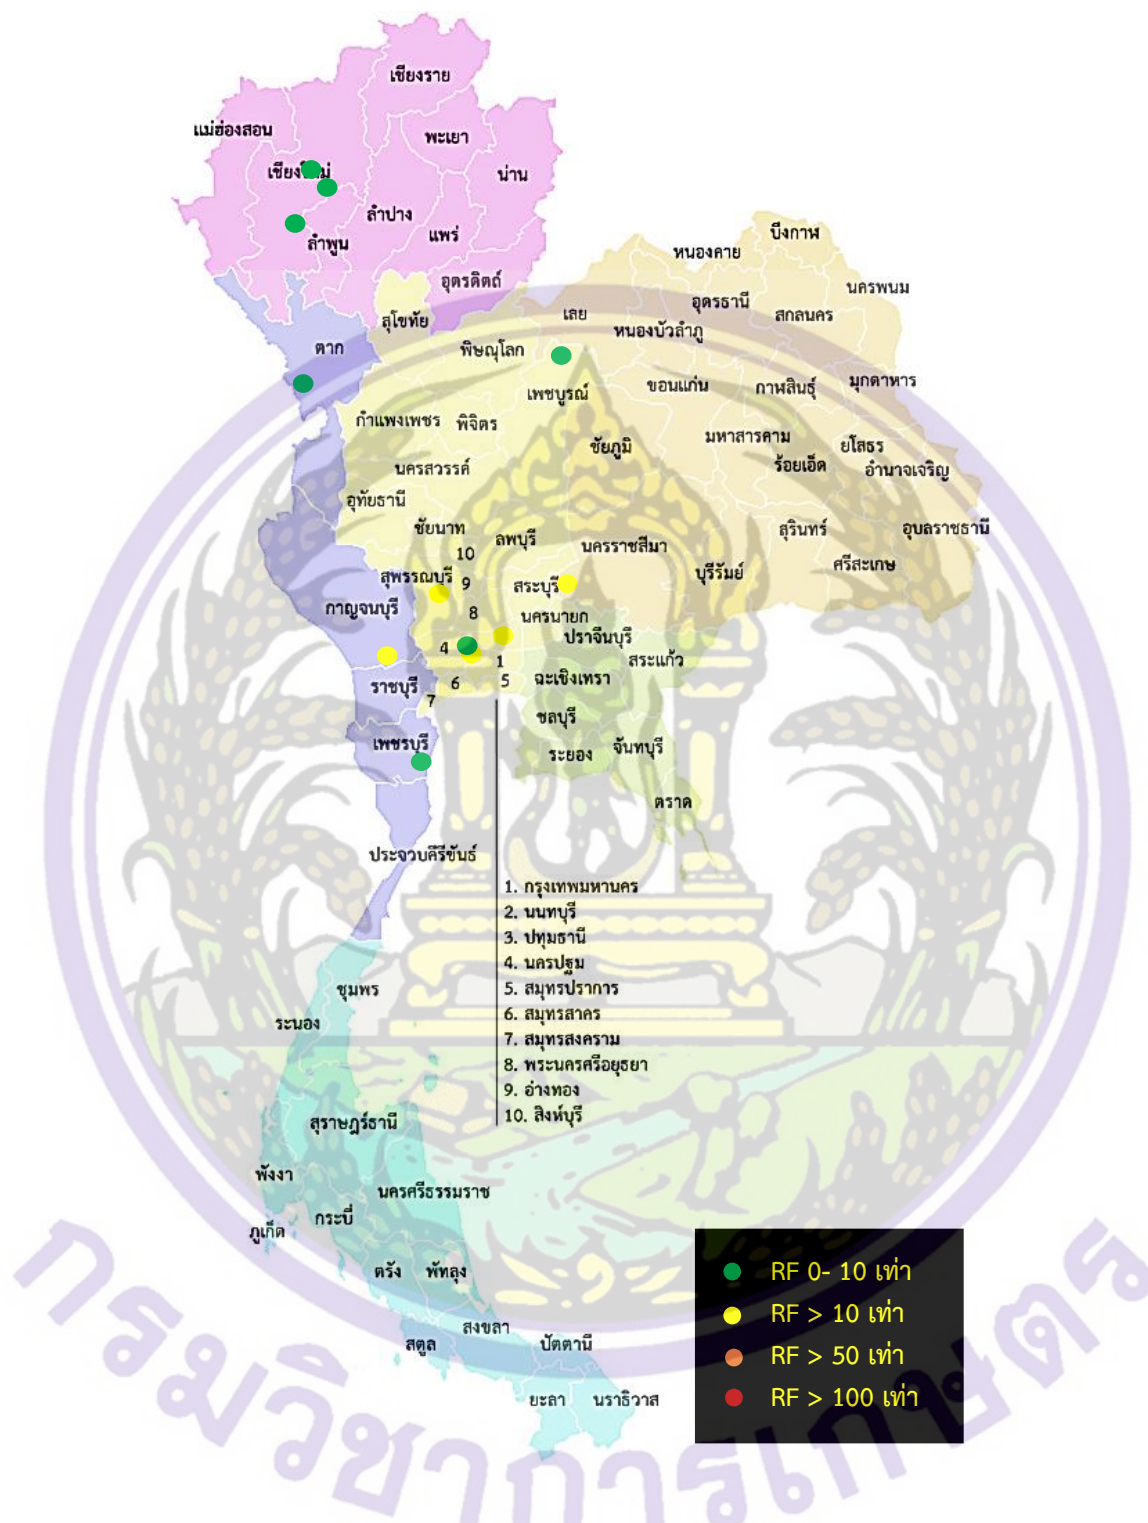 เชียงราย
แม่ฮ่องสอน
พะเยา
เชียงใหม่
น่าน
ลำปาง
ลำพูน
แพร่
อุตรดิตถ์
บึงกาฬ
หนองคาย
นครพนม
อุดรธานี
เลย
สกลนคร
สุโขทัย
หนองบัวลำภู
ตาก
พิษณุโลก
ขอนแก่น
กาฬสินธุ์
มุกดาหาร
เพชบูรณ์
กำแพงเพชร
พิจิตร
มหาสารคาม
ชัยภูมิ
ยโสธร
ร้อยเอ็ด
อำนาจเจริญ
นครสวรรค์
อุทัยธานี
ชัยนาท
ลพบุรี
สุรินทร์
อุบลราชธานี
10
นครราชสีมา
ศรีสะเกษ
สุพรรณบุรี
9
สระบุรี
บุรีรัมย์
กาญจนบุรี
8
นครนายก
ปราจีนบุรี
4
1
สระแก้ว
ราชบุรี
6
5
ฉะเชิงเทรา
7
ชลบุรี
เพชรบุรี
ระยอง
จันทบุรี
ตราด
ประจวบคีรีขันธ์
1. กรุงเทพมหานคร
2. นนทบุรี
3. ปทุมธานี
4. นครปฐม
5. สมุทรปราการ
6. สมุทรสาคร
7. สมุทรสงคราม
8. พระนครศรีอยุธยา
9. อ่างทอง
10. สิงห์บุรี
ชุมพร
ระนอง
สุราษฎร์ธานี
พังงา
นครศรีธรรมราช
กระบี่
ภูเก็ต
ตรัง
พัทลุง
สงขลา
สตูล
ปัตตานี
ยะลา
นราธิวาส
RF 0- 10 เท่า
RF > 10 เท่า
RF > 50 เท่า
RF > 100 เท่า
กรมวิชาการเกษตร